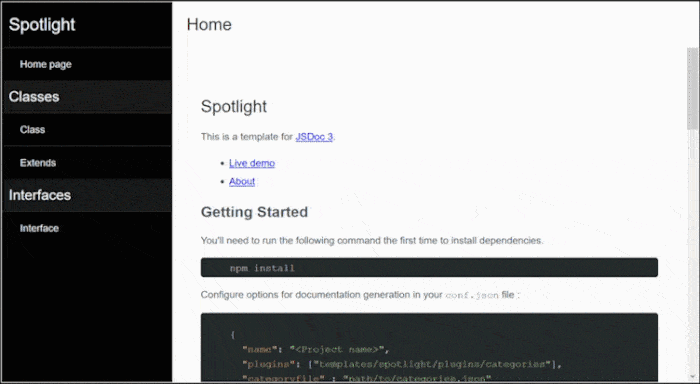 Spotlight
Home page
Classes
Class
Extends
Interfaces
Interface
Home
Spotlight
This is a template for JSDoc 3.
Live demo
About
Getting Started
You'll need to run the following command the first time to install dependencies.
npm install
Configure options for documentation generation in your conf.json file :
{
"name": "<Project name>",
"plugins": ["templates/spotlight/plugins/categories"],
"categoryfile" : "path/to/categories.json"